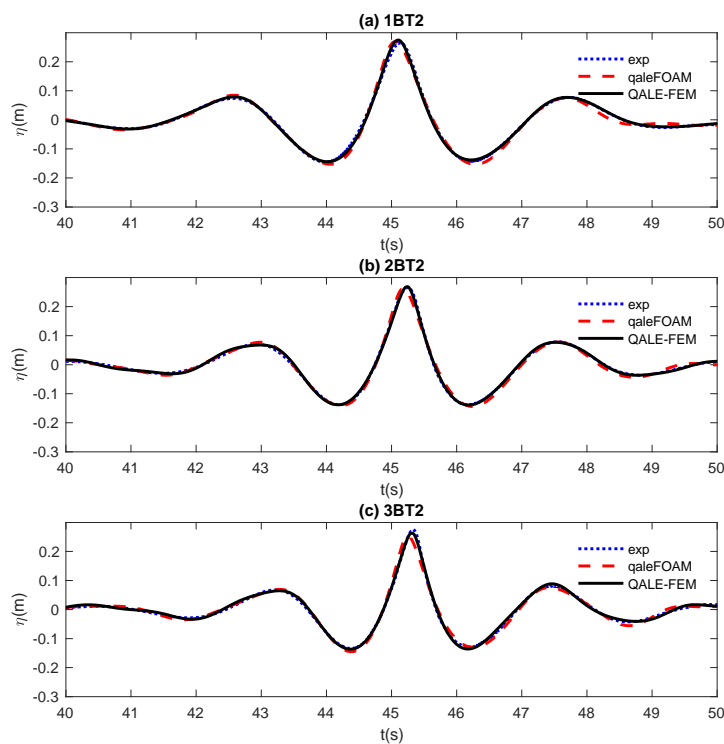 (a) 1BT2
0.2
0.1
0
-0.1
-0.2
-0.3
η(m)
exp
qaleFOAM
QALE-FEM
40 41 42 43 44 45 46 47 48 49 50
t(s)
(b) 2BT2
0.2
0.1
0
-0.1
-0.2
-0.3
η(m)
exp
qaleFOAM
QALE-FEM
40 41 42 43 44 45 46 47 48 49 50
t(s)
(c) 3BT2
0.2
0.1
0
-0.1
-0.2
-0.3
η(m)
exp
qaleFOAM
QALE-FEM
40 41 42 43 44 45 46 47 48 49 50
t(s)